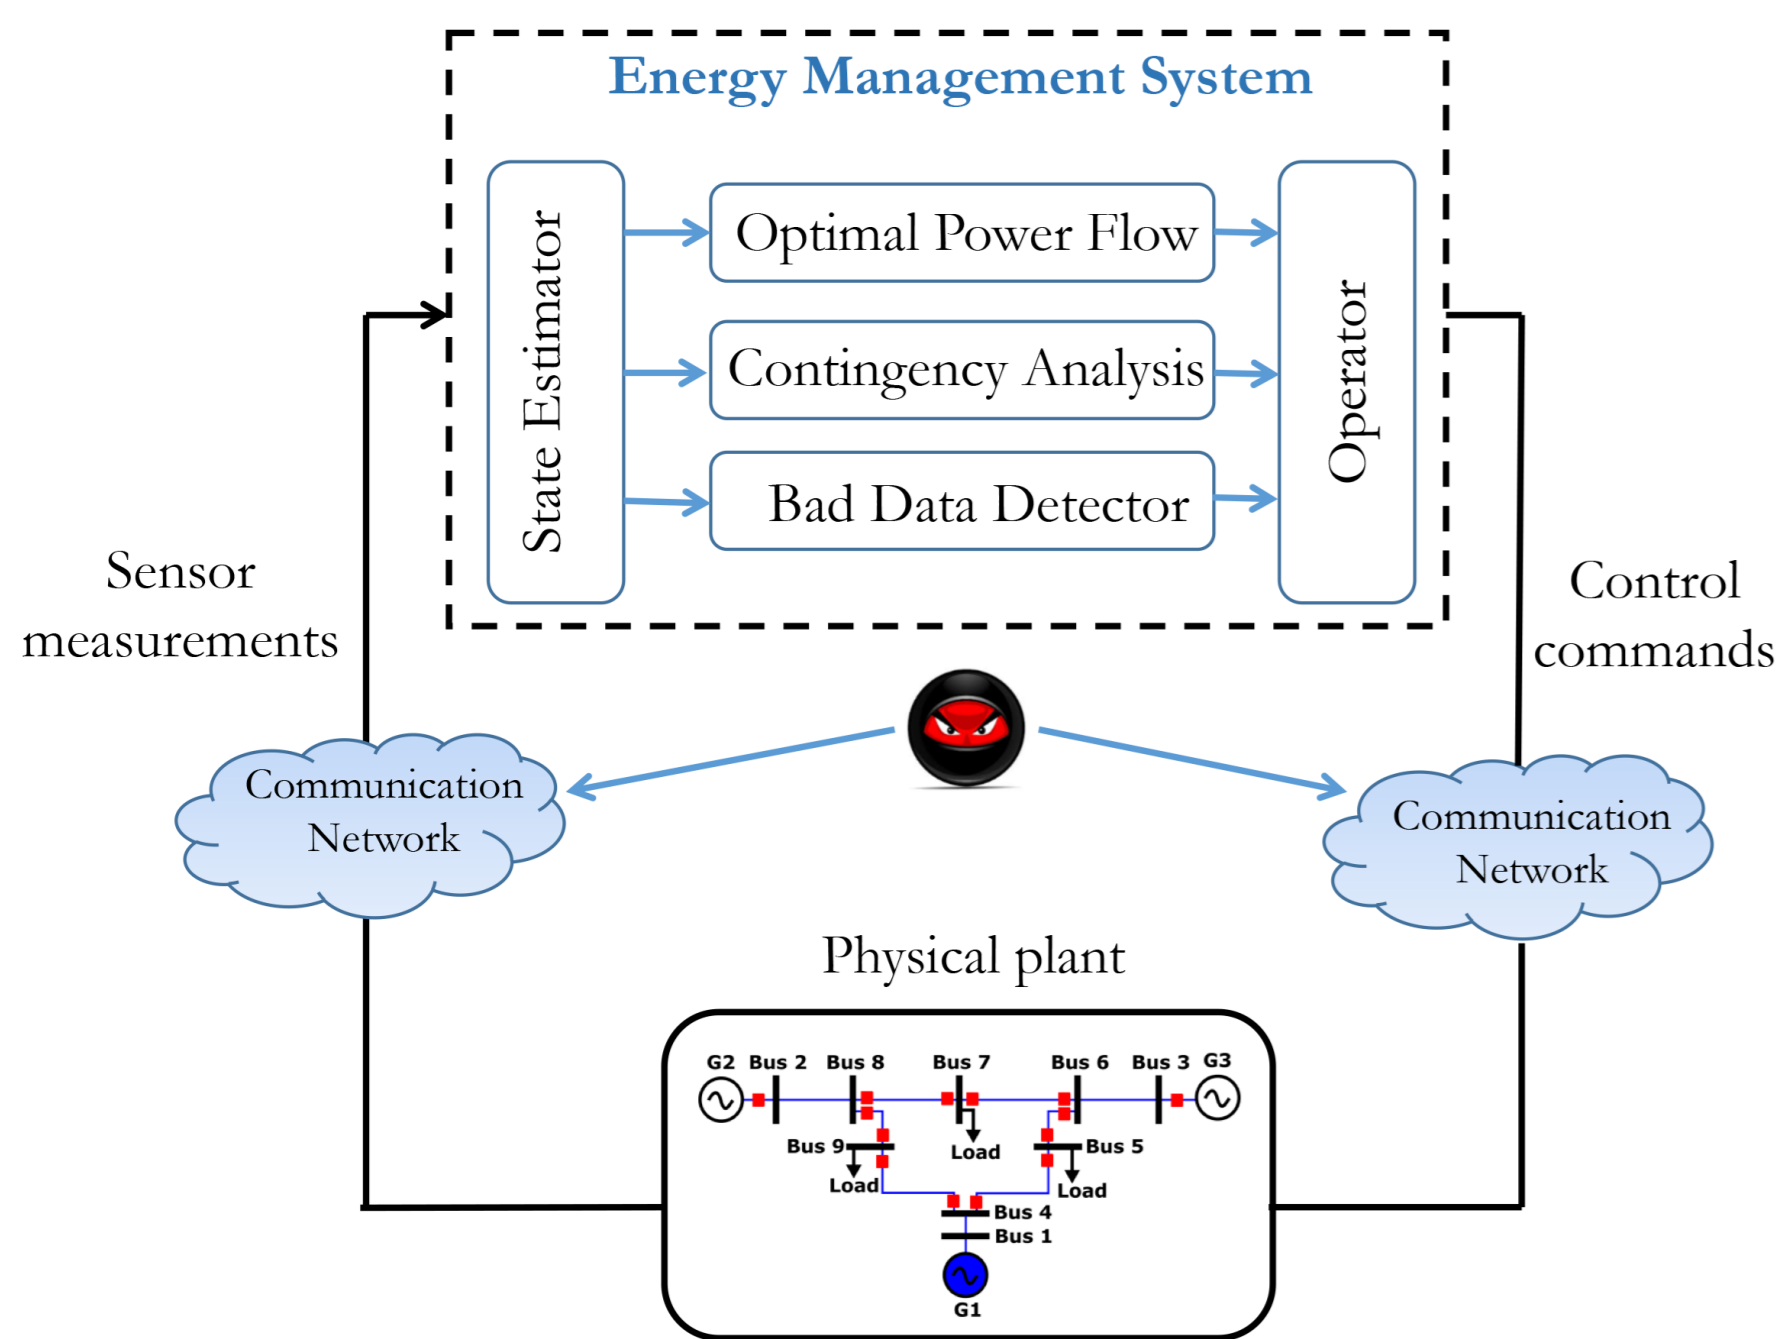 Energy Management System
State Estimator
Optimal Power Flow
Contingency Analysis
Bad Data Detector
Operator
Sensor
measurements
Control
commands
Communication
Network
Communication
Network
Physical plant
G2 Bus 2 Bus 8 Bus 7 Bus 6 Bus 3 G3
Bus 9 Load Bus 5
Load Load
Bus 4
Bus 1
G1